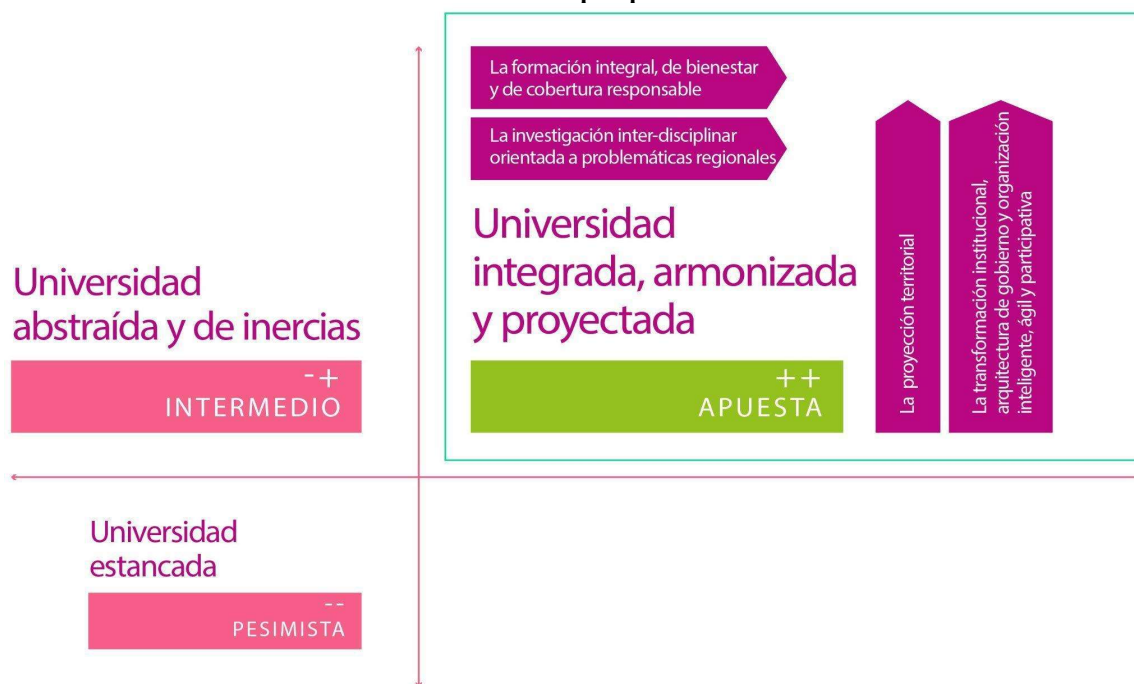 La formación integral, de bienestar
y de cobertura responsable
La investigación inter-disciplinar
orientada a problemáticas regionales
Universidad
integrada, armonizada
y proyectada
++
APUESTA
La proyección territorial
La transformación institucional,
arquitectura de gobierno y organización
inteligente, ágil y participativa
Universidad
abstraída y de inercias
-+
INTERMEDIO
Universidad
estancada
--
PESIMISTA